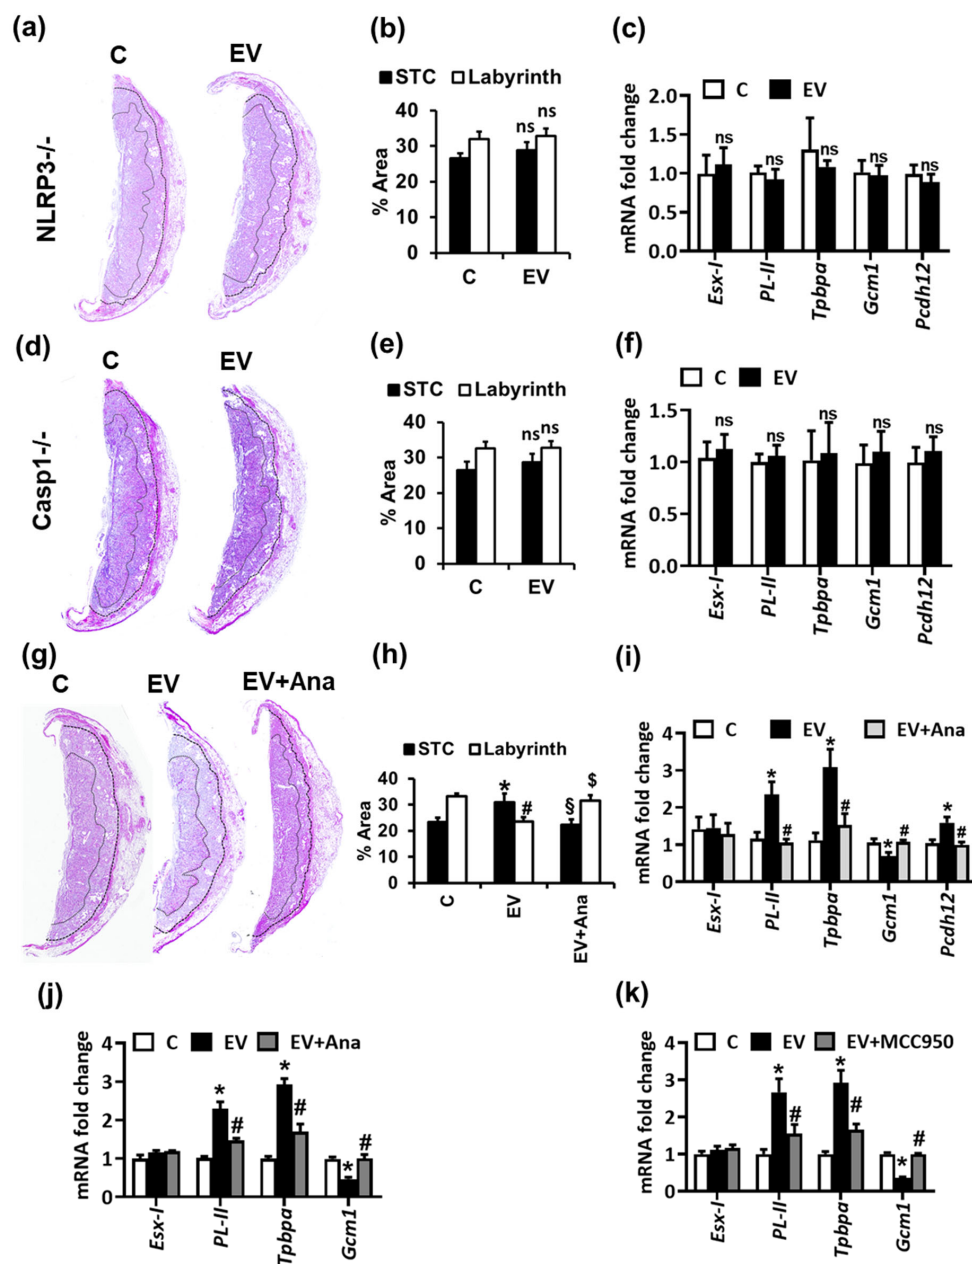 (a)
C
EV
NLRP3-/-
(b)
STC Labyrinth
40
30
20
10
0
% Area
ns ns
C EV
(c)
C EV
2.0
1.5
1.0
0.5
0.0
mRNA fold change
ns ns ns ns ns
Esx-I PL-II Tpbpa Gcm1 Pcdh12
(d)
C
EV
Casp1-/-
(e)
STC Labyrinth
40
30
20
10
0
% Area
ns ns
C EV
(f)
C EV
1.5
1.0
0.5
0.0
mRNA fold change
ns ns ns ns ns
Esx-I PL-II Tpbpa Gcm1 Pcdh12
(g)
C EV EV+Ana
(h)
STC Labyrinth
40
30
20
10
0
% Area
* # § $
C EV EV+Ana
(i)
C EV EV+Ana
4
3
2
1
0
mRNA fold change
* # * # * # * #
Esx-I PL-II Tpbpa Gcm1 Pcdh12
(j)
C EV EV+Ana
4
3
2
1
0
mRNA fold change
* # * # * #
Esx-I PL-II Tpbpa Gcm1
(k)
C EV EV+MCC950
4
3
2
1
0
mRNA fold change
* # * # * #
Esx-I PL-II Tpbpa Gcm1